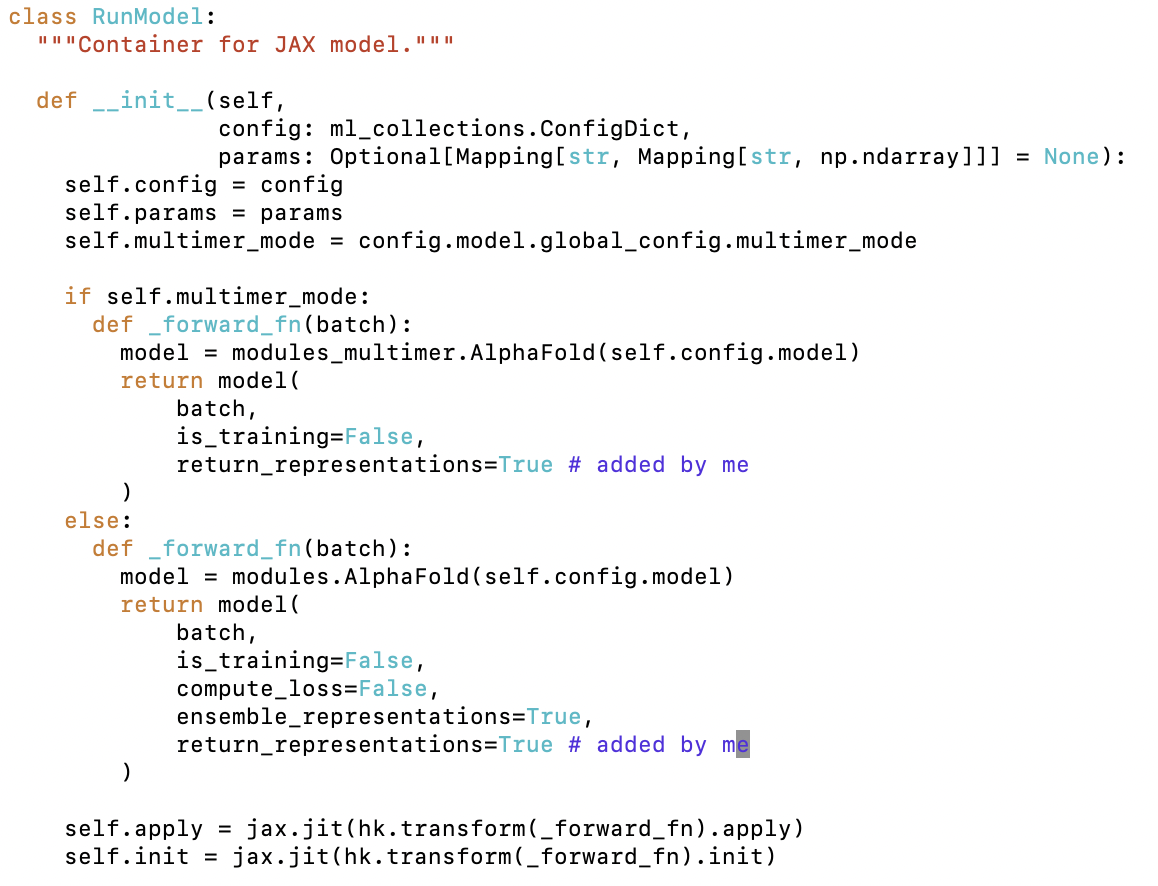 class RunModel:
  """Container for JAX model."""

  def __init__(self,
               config: ml_collections.ConfigDict,
               params: Optional[Mapping[str, Mapping[str, np.ndarray]]] = None):
    self.config = config
    self.params = params
    self.multimer_mode = config.model.global_config.multimer_mode

    if self.multimer_mode:
      def _forward_fn(batch):
        model = modules_multimer.AlphaFold(self.config.model)
        return model(
            batch,
            is_training=False,
            return_representations=True # added by me
        )
    else:
      def _forward_fn(batch):
        model = modules.AlphaFold(self.config.model)
        return model(
            batch,
            is_training=False,
            compute_loss=False,
            ensemble_representations=True,
            return_representations=True # added by me
        )

    self.apply = jax.jit(hk.transform(_forward_fn).apply)
    self.init = jax.jit(hk.transform(_forward_fn).init)